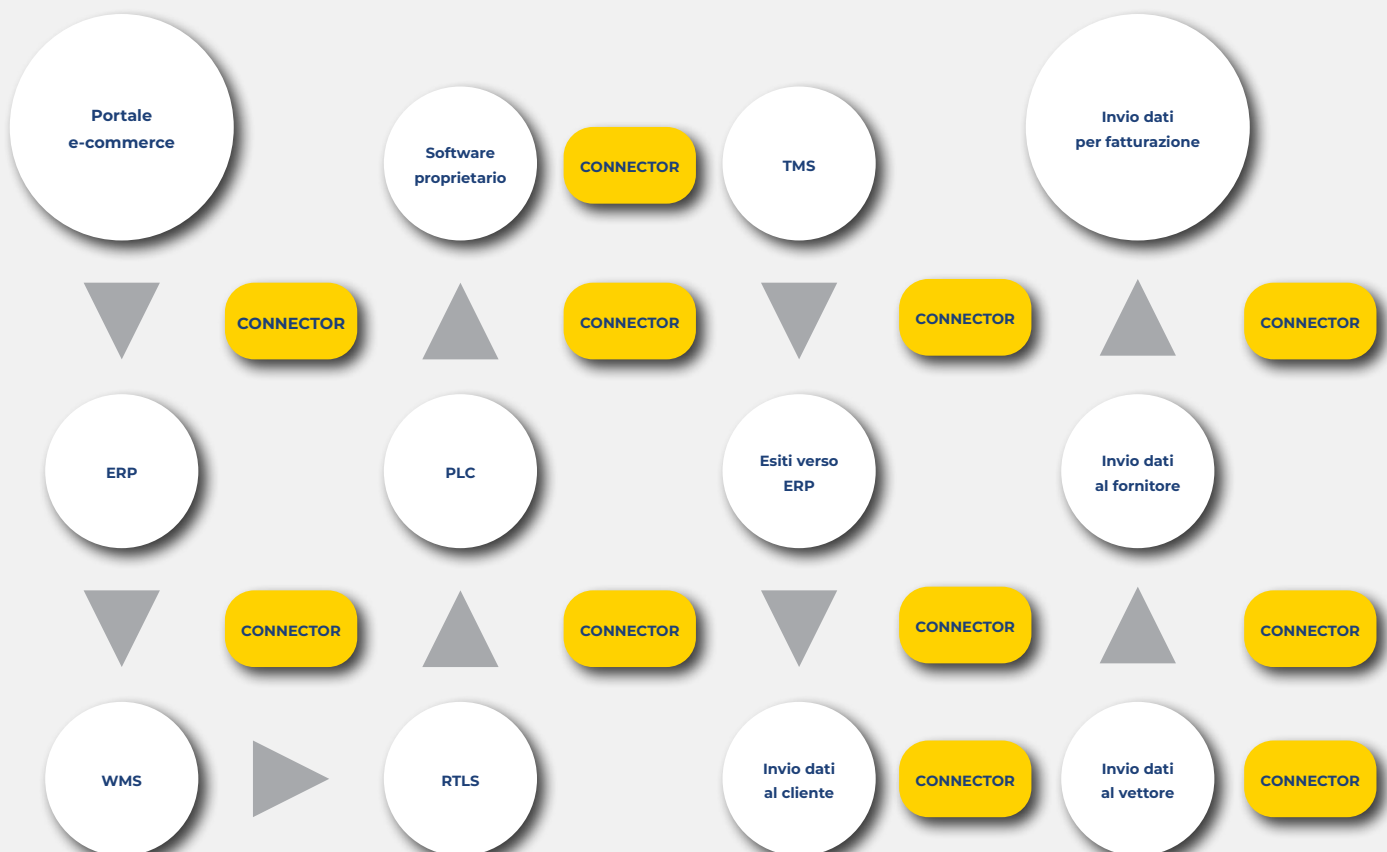 Portale
e-commerce
Software
proprietario
CONNECTOR
TMS
Invio dati
per fatturazione
CONNECTOR
CONNECTOR
CONNECTOR
CONNECTOR
ERP
PLC
Esiti verso
ERP
Invio dati
al fornitore
CONNECTOR
CONNECTOR
CONNECTOR
CONNECTOR
WMS
RTLS
Invio dati
al cliente
CONNECTOR
Invio dati
al vettore
CONNECTOR